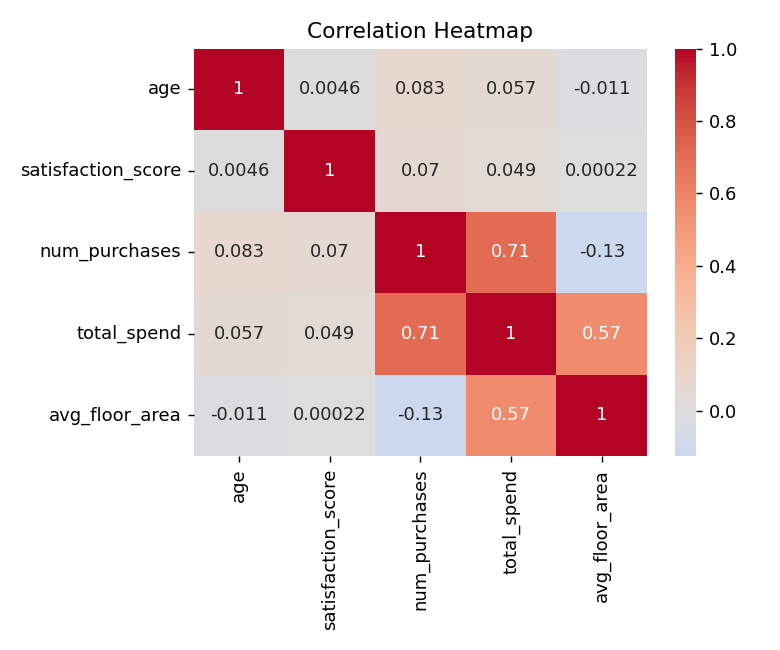 Correlation Heatmap
age 1 0.0046 0.083 0.057 -0.011
satisfaction_score 0.0046 1 0.07 0.049 0.00022
num_purchases 0.083 0.07 1 0.71 -0.13
total_spend 0.057 0.049 0.71 1 0.57
avg_floor_area -0.011 0.00022 -0.13 0.57 1
age
satisfaction_score
num_purchases
total_spend
avg_floor_area
1.0
0.8
0.6
0.4
0.2
0.0